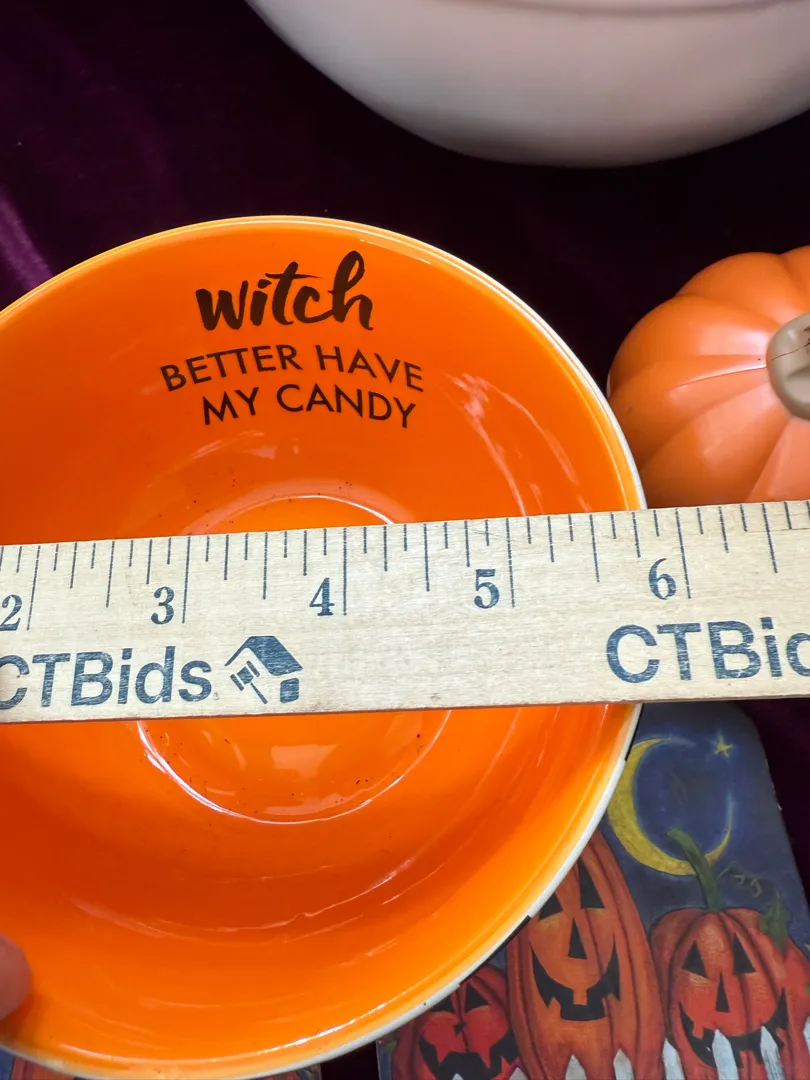 witch
BETTER HAVE
MY CANDY
2 3 4 5 6
CTBids CTBid